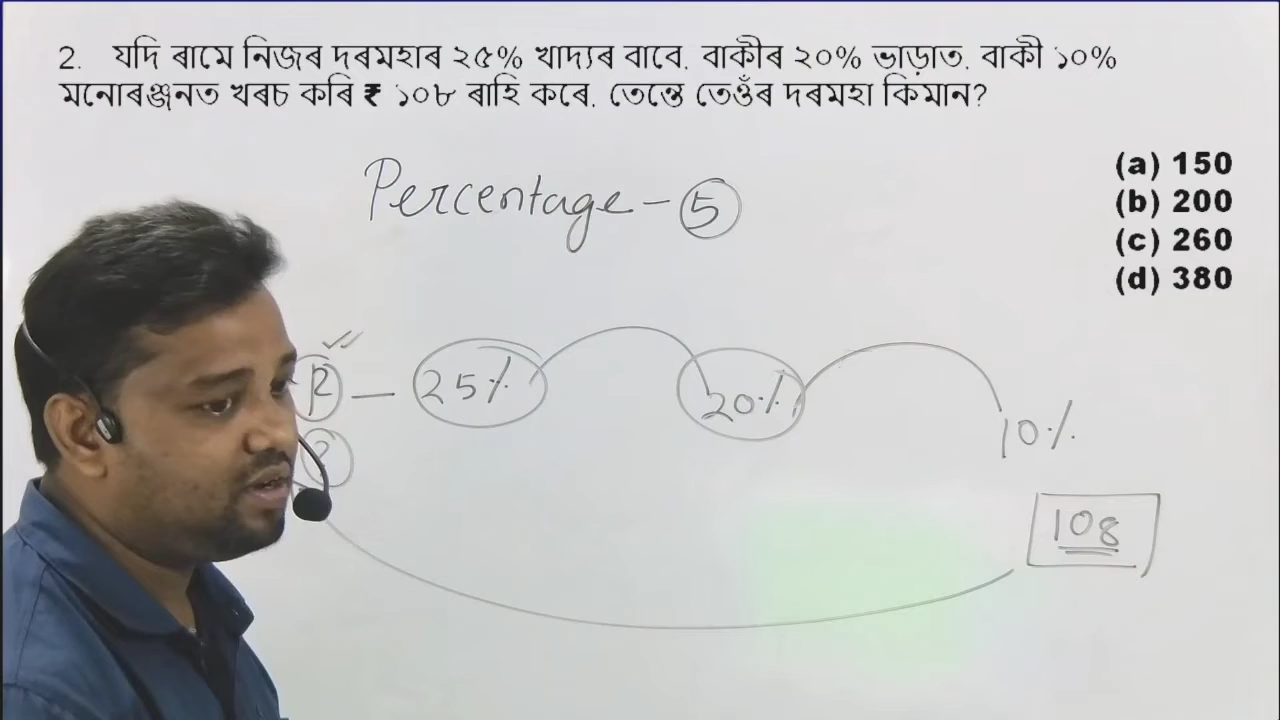 2. যদি ৰামে নিজৰ দৰমহাৰ ২৫% খাদ্যৰ বাবে. বাকীৰ ২০% ভাড়াত. বাকী ১০%
মনোৰঞ্জনত খৰচ কৰি ₹ ১০৮ ৰাহি কৰে. তেন্তে তেওঁৰ দৰমহা কিমান?
(a) 150
(b) 200
(c) 260
(d) 380
Percentage - 5
R - 25% 20% 10%
?
108